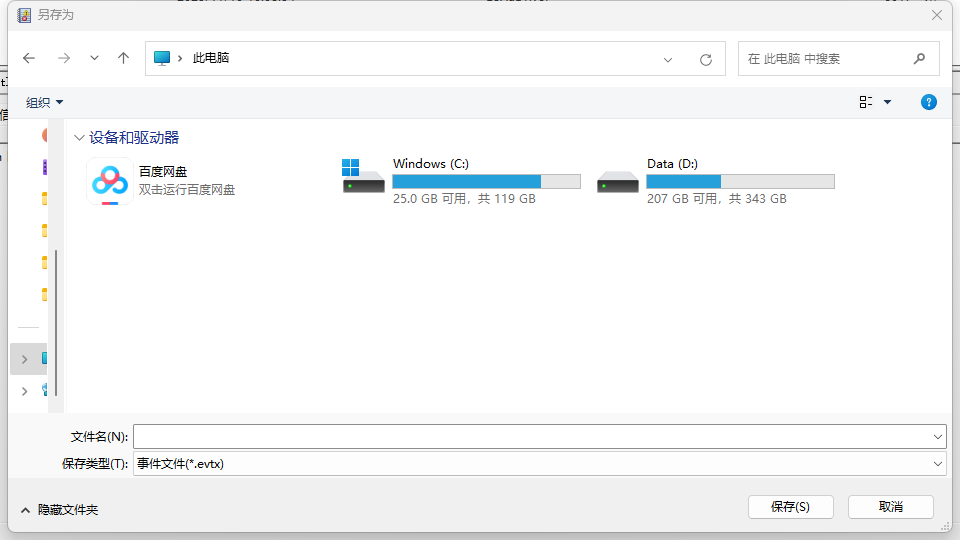 另存为
此电脑
在 此电脑 中搜索
组织
设备和驱动器
百度网盘
双击运行百度网盘
Windows (C:)
25.0 GB 可用，共 119 GB
Data (D:)
207 GB 可用，共 343 GB
文件名(N):
保存类型(T): 事件文件(*.evtx)
隐藏文件夹
保存(S)
取消